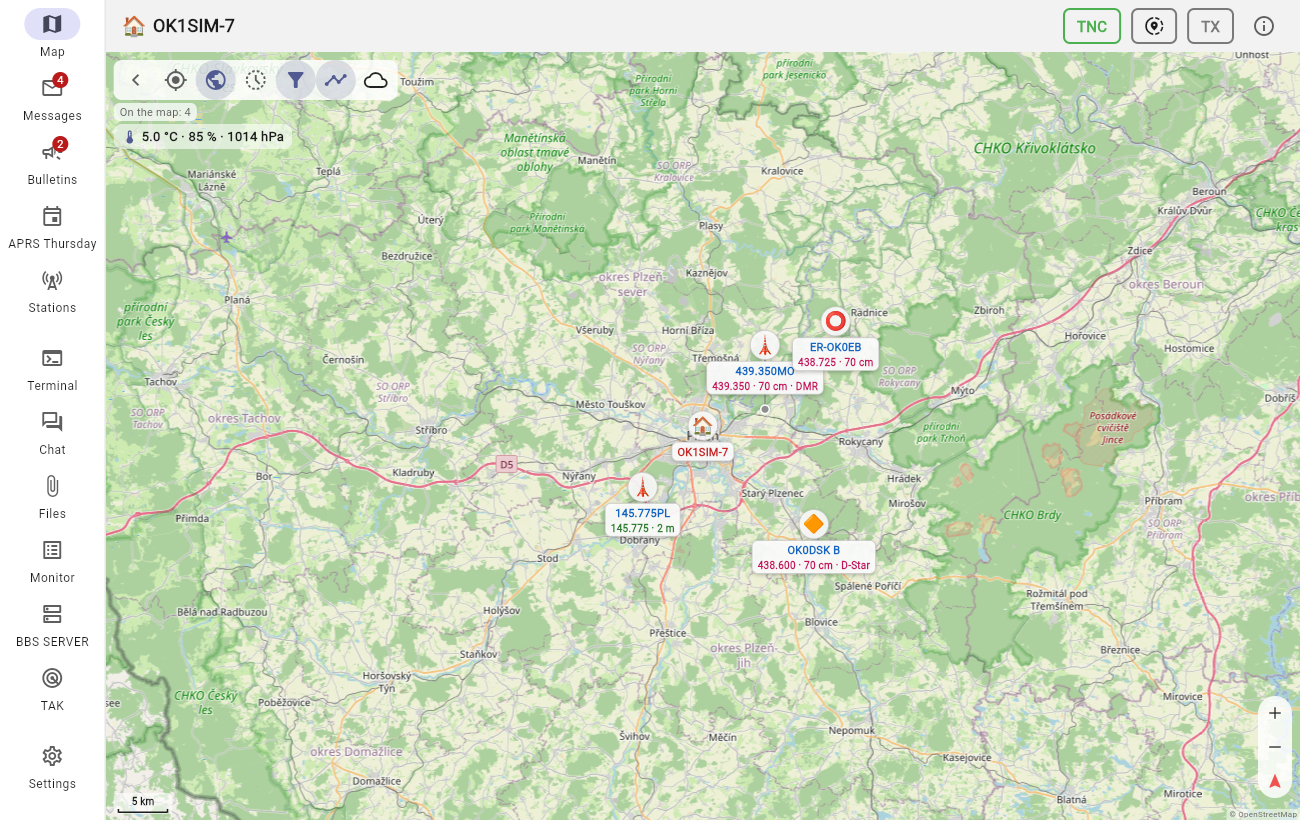 OK1SIM-7
TNC
TX
Map
4
Messages
2
Bulletins
APRS Thursday
Stations
Terminal
Chat
Files
Monitor
BBS SERVER
TAK
Settings
On the map: 4
5.0 °C · 85 % · 1014 hPa
Toužim
přírodní
park Jesenicko
Přírodní
park Horní
Střela
Unhošť
Manětínská
oblast tmavé
oblohy
Manětín
SO ORP
Kralovice
Kralovice
CHKO Křivoklátsko
Mariánské
Lázně
Teplá
Beroun
Králův Dvůr
CHKO Če
kras
Přírodní
park Manětínská
Úterý
Plasy
Zdice
Bezdružice
Kaznějov
okres Plzeň-
sever
okres Beroun
přírodní
park Český
les
Planá
Radnice
Zbiroh
Všeruby
Horní Bříza
Hořovice
ER-OK0EB
438.725 · 70 cm
Hostomice
Černošín
SO ORP
Nýřany
Třemošná
439.350MO
439.350 · 70 cm · DMR
SO ORP
Rokycany
Tachov
SO ORP
Stříbro
Mýto
Dobříš
SO ORP
Tachov
okres Tachov
Město Touškov
Posádkové
cvičiště
Jince
Stříbro
přírodní
park Trhoň
Rokycany
OK1SIM-7
D5
Bor
Kladruby
Nýřany
Hrádek
Starý Plzenec
Mirošov
Příbram
okres Příb
Přimda
145.775PL
145.775 · 2 m
CHKO Brdy
SO ORP
Příbram
Dobřany
Stod
OK0DSK B
438.600 · 70 cm · D-Star
Spálené Poříčí
Rožmitál pod
Třemšínem
Bělá nad Radbuzou
Holýšov
Blovice
Přeštice
Staňkov
okres Plzeň-
jih
Březnice
Horšovský
Týn
CHKO Český
les
Poběžovice
see
Mirovice
Švihov
Měčín
Nepomuk
okres Domažlice
Kasejovice
Domažlice
Blatná
Mirotice
5 km
+
−
© OpenStreetMap